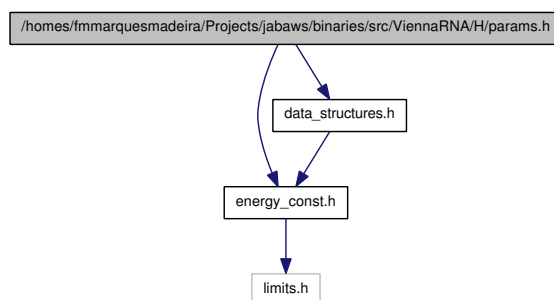 /homes/fmmarquesmadeira/Projects/jabaws/binaries/src/ViennaRNA/H/params.h
data_structures.h
energy_const.h
limits.h